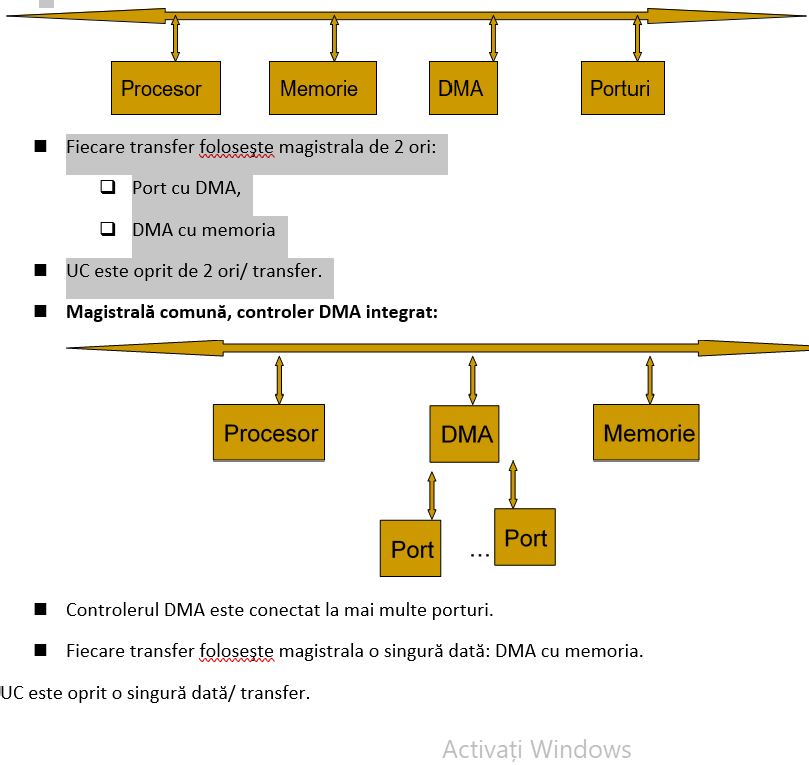 Procesor Memorie DMA Porturi
Fiecare transfer foloseşte magistrala de 2 ori:
Port cu DMA,
DMA cu memoria
UC este oprit de 2 ori/ transfer.
Magistrală comună, controler DMA integrat:
Procesor DMA Memorie
Port ... Port
Controlerul DMA este conectat la mai multe porturi.
Fiecare transfer foloseşte magistrala o singură dată: DMA cu memoria.
UC este oprit o singură dată/ transfer.
Activați Windows